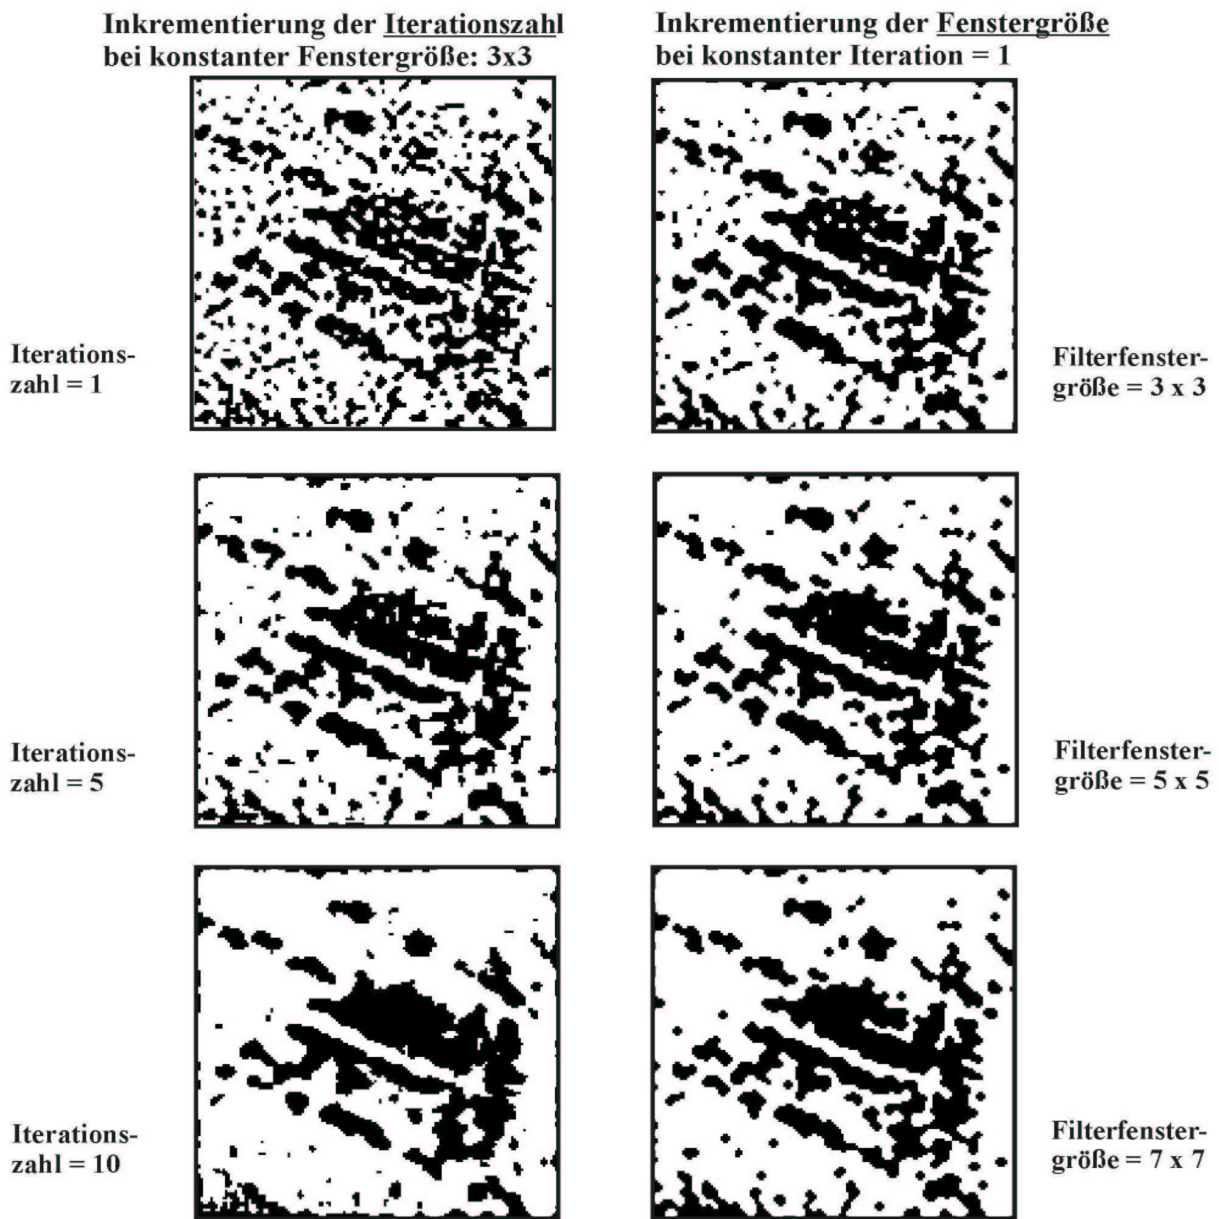 Inkrementierung der Iterationszahl
bei konstanter Fenstergröße: 3x3
Inkrementierung der Fenstergröße
bei konstanter Iteration = 1
Iterations-
zahl = 1
Filterfenster-
größe = 3 x 3
Iterations-
zahl = 5
Filterfenster-
größe = 5 x 5
Iterations-
zahl = 10
Filterfenster-
größe = 7 x 7